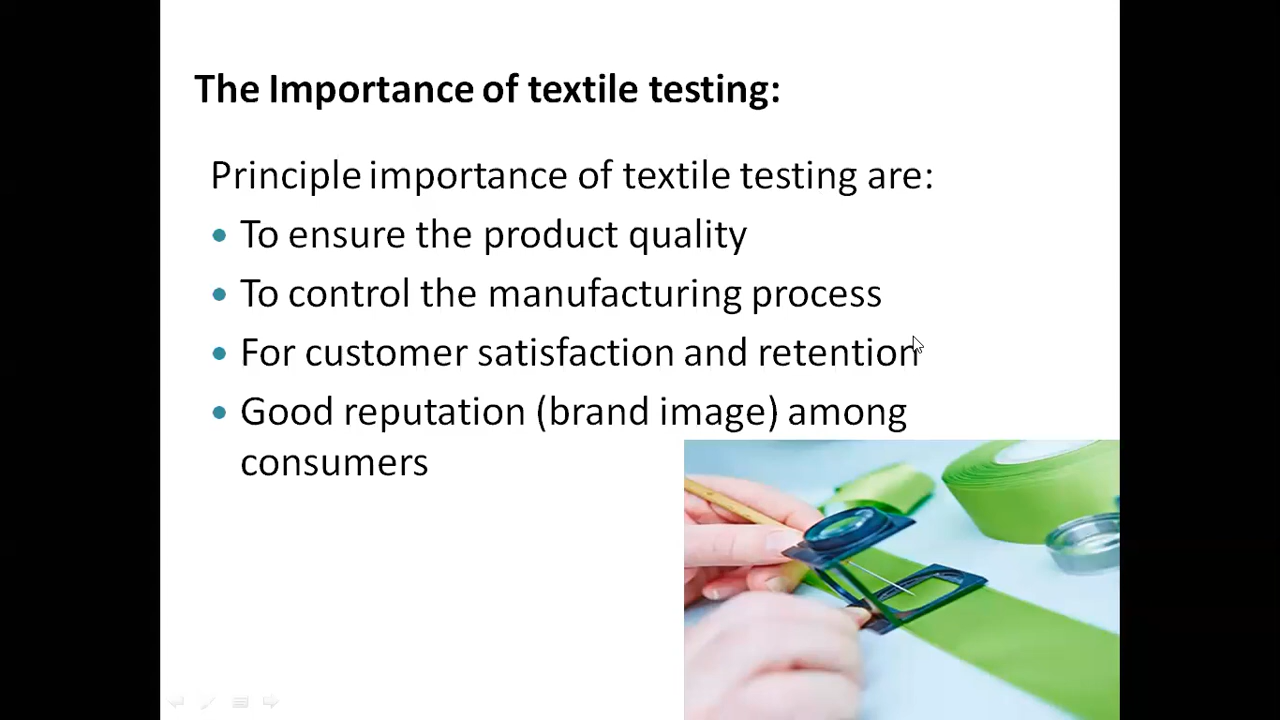 The Importance of textile testing:
Principle importance of textile testing are:
• To ensure the product quality
• To control the manufacturing process
• For customer satisfaction and retention
• Good reputation (brand image) among
consumers